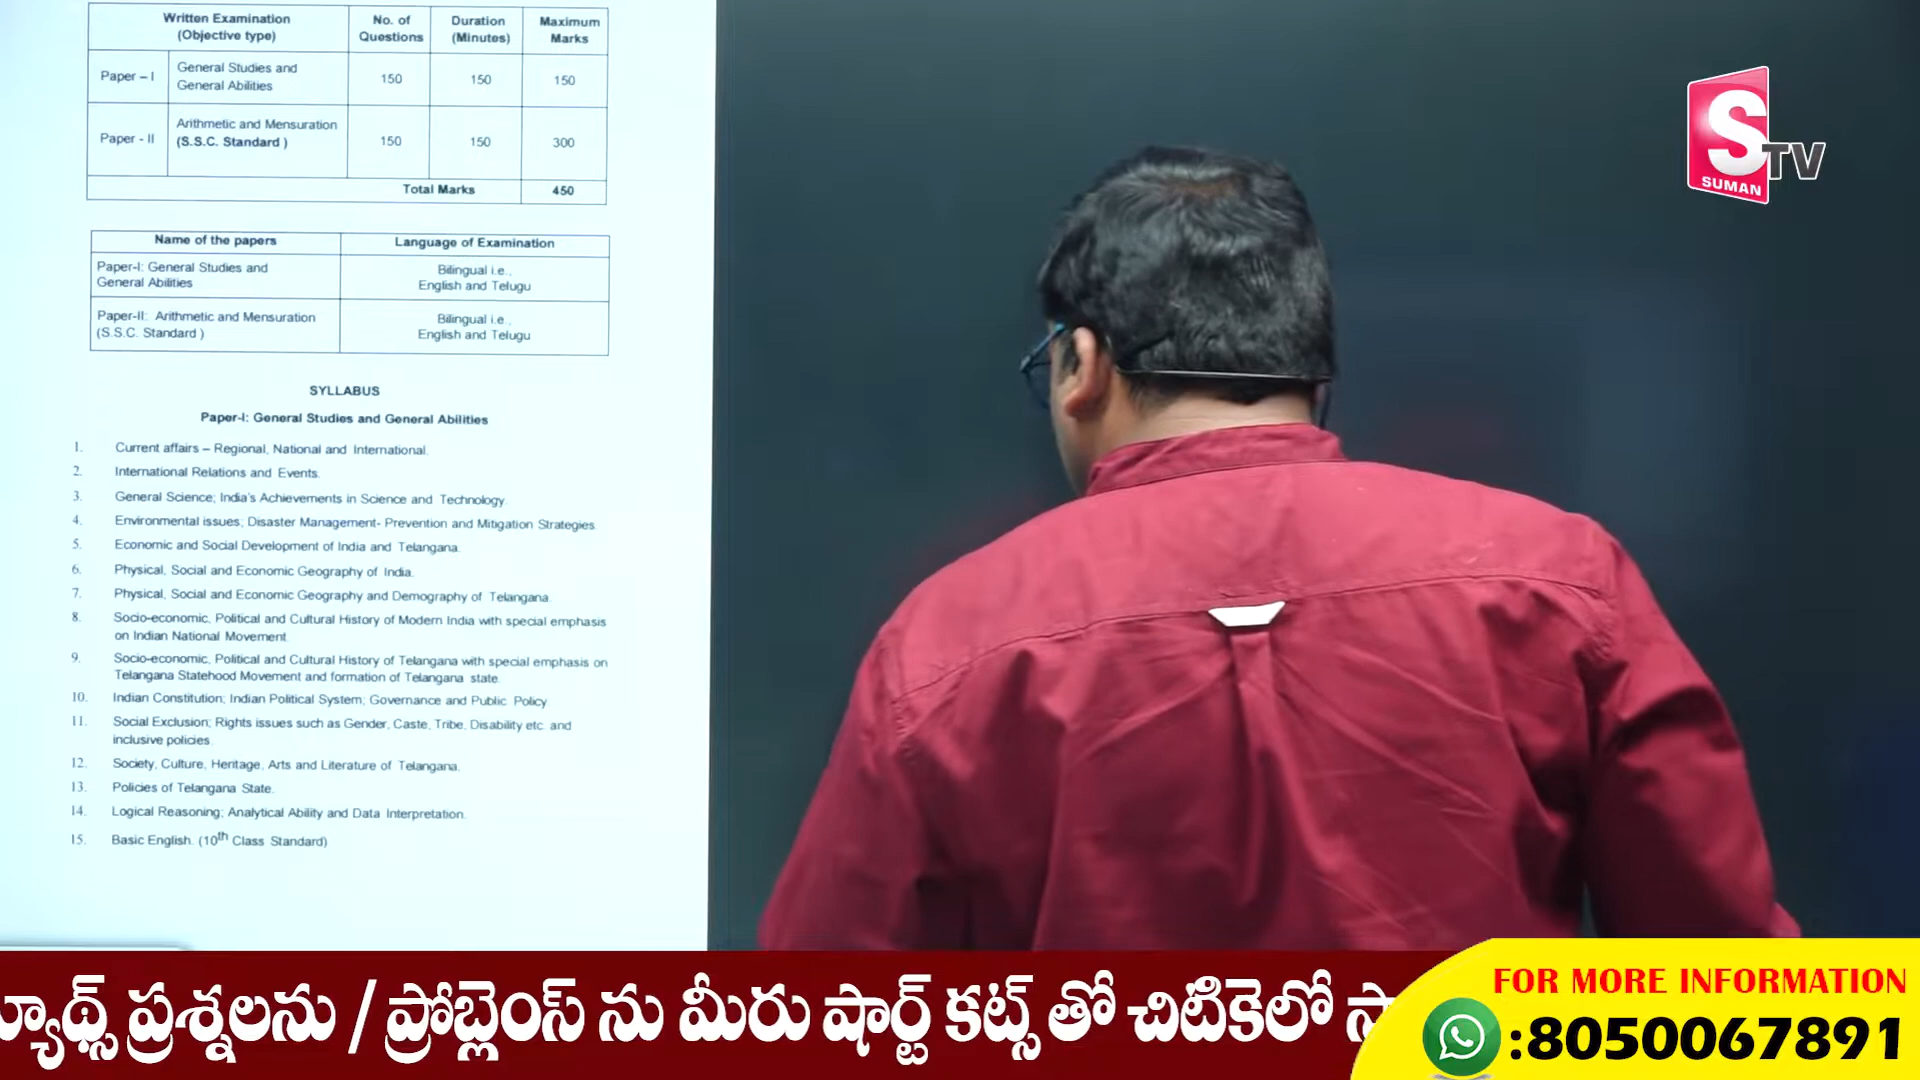 Written Examination
(Objective type)
No. of
Questions
Duration
(Minutes)
Maximum
Marks
Paper – I
General Studies and
General Abilities
150
150
150
Paper - II
Arithmetic and Mensuration
(S.S.C. Standard )
150
150
300
Total Marks
450
Name of the papers
Language of Examination
Paper-I: General Studies and
General Abilities
Bilingual i.e.,
English and Telugu
Paper-II: Arithmetic and Mensuration
(S.S.C. Standard )
Bilingual i.e.,
English and Telugu
SYLLABUS
Paper-I: General Studies and General Abilities
1. Current affairs – Regional, National and International.
2. International Relations and Events.
3. General Science; India's Achievements in Science and Technology.
4. Environmental issues; Disaster Management- Prevention and Mitigation Strategies.
5. Economic and Social Development of India and Telangana.
6. Physical, Social and Economic Geography of India.
7. Physical, Social and Economic Geography and Demography of Telangana.
8. Socio-economic, Political and Cultural History of Modern India with special emphasis
on Indian National Movement.
9. Socio-economic, Political and Cultural History of Telangana with special emphasis on
Telangana Statehood Movement and formation of Telangana state.
10. Indian Constitution; Indian Political System; Governance and Public Policy.
11. Social Exclusion; Rights issues such as Gender, Caste, Tribe, Disability etc. and
inclusive policies.
12. Society, Culture, Heritage, Arts and Literature of Telangana.
13. Policies of Telangana State.
14. Logical Reasoning; Analytical Ability and Data Interpretation.
15. Basic English. (10th Class Standard)
S TV
SUMAN
ప్రశ్నలను / ప్రోబ్లెంస్ ను మీరు షార్ట్ కట్స్ తో చిటికెలో
FOR MORE INFORMATION
:8050067891